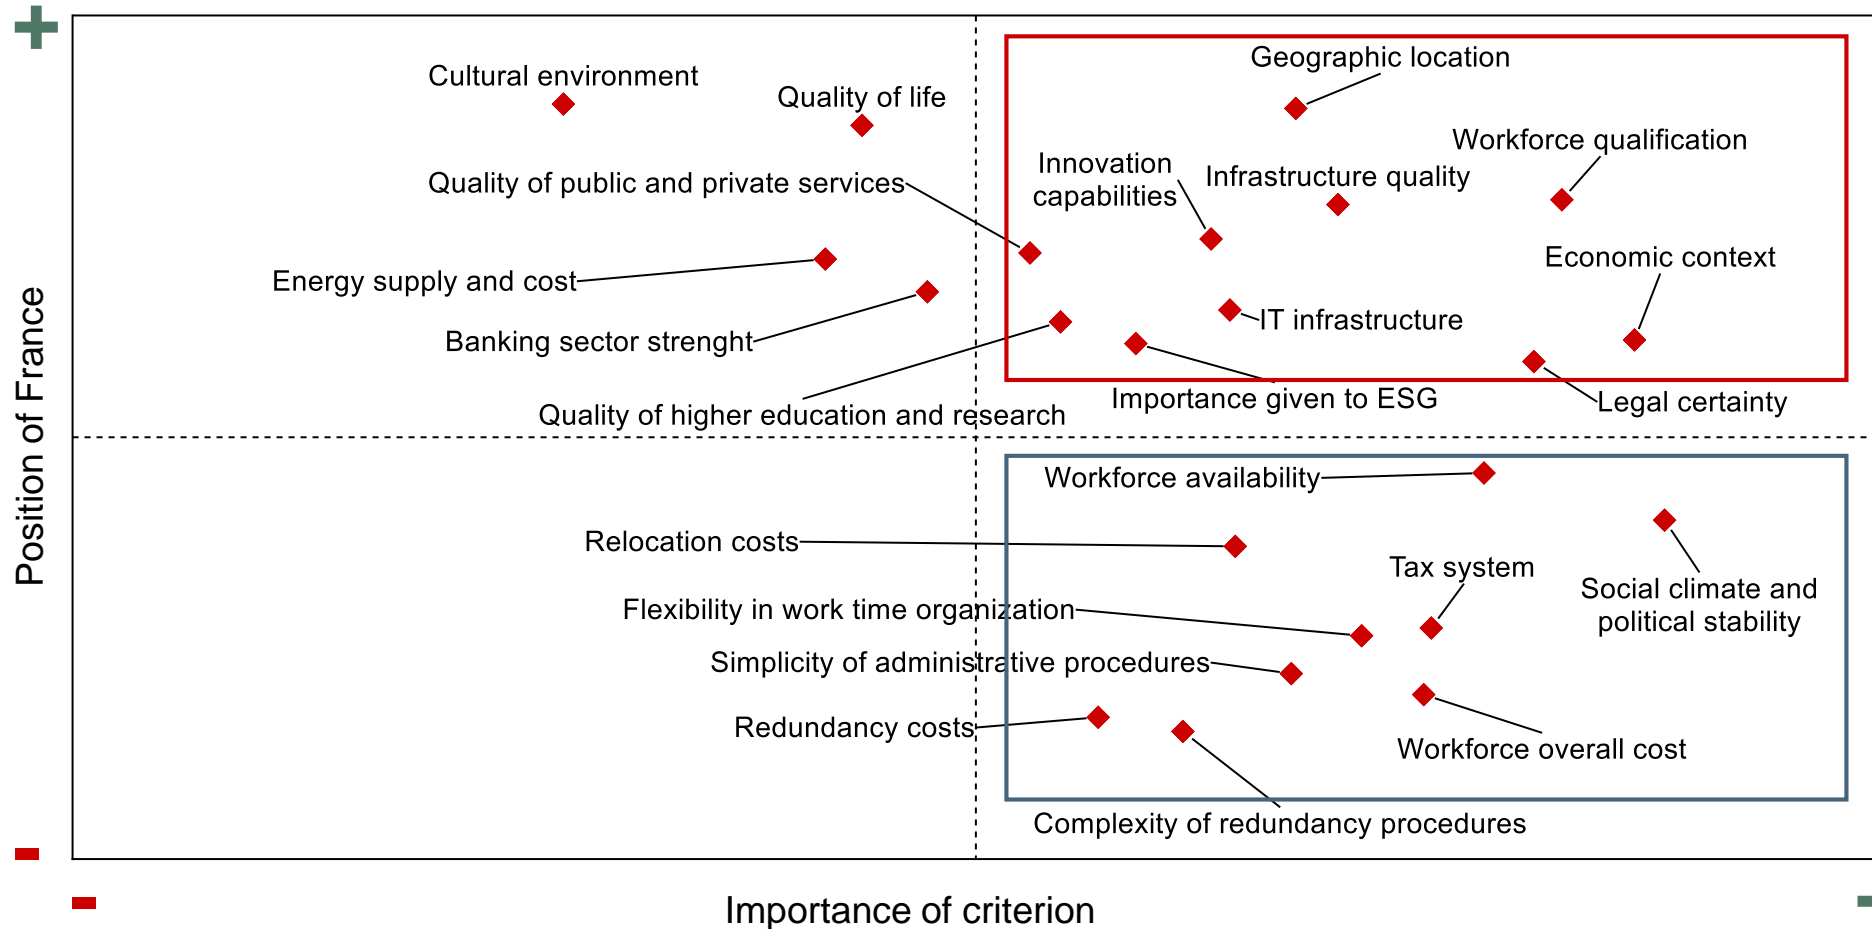 Geographic location
Cultural environment
Quality of life
Workforce qualification
Innovation
capabilities
Infrastructure quality
Quality of public and private services
Economic context
Energy supply and cost
IT infrastructure
Banking sector strenght
Importance given to ESG
Legal certainty
Quality of higher education and research
Position of France
Workforce availability
Relocation costs
Tax system
Social climate and
political stability
Flexibility in work time organization
Simplicity of administrative procedures
Redundancy costs
Workforce overall cost
Complexity of redundancy procedures
Importance of criterion